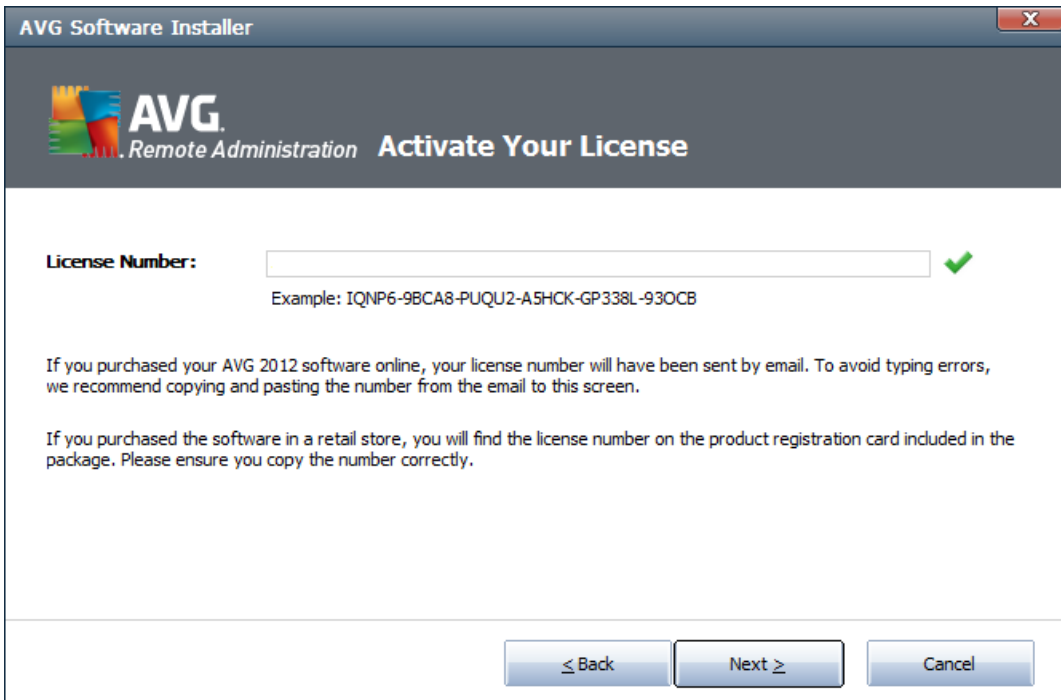 AVG Software Installer
AVG.
Remote Administration Activate Your License
License Number:
Example: IQNP6-9BCA8-PUQU2-A5HCK-GP338L-93OCB
If you purchased your AVG 2012 software online, your license number will have been sent by email. To avoid typing errors,
we recommend copying and pasting the number from the email to this screen.
If you purchased the software in a retail store, you will find the license number on the product registration card included in the
package. Please ensure you copy the number correctly.
< Back Next > Cancel